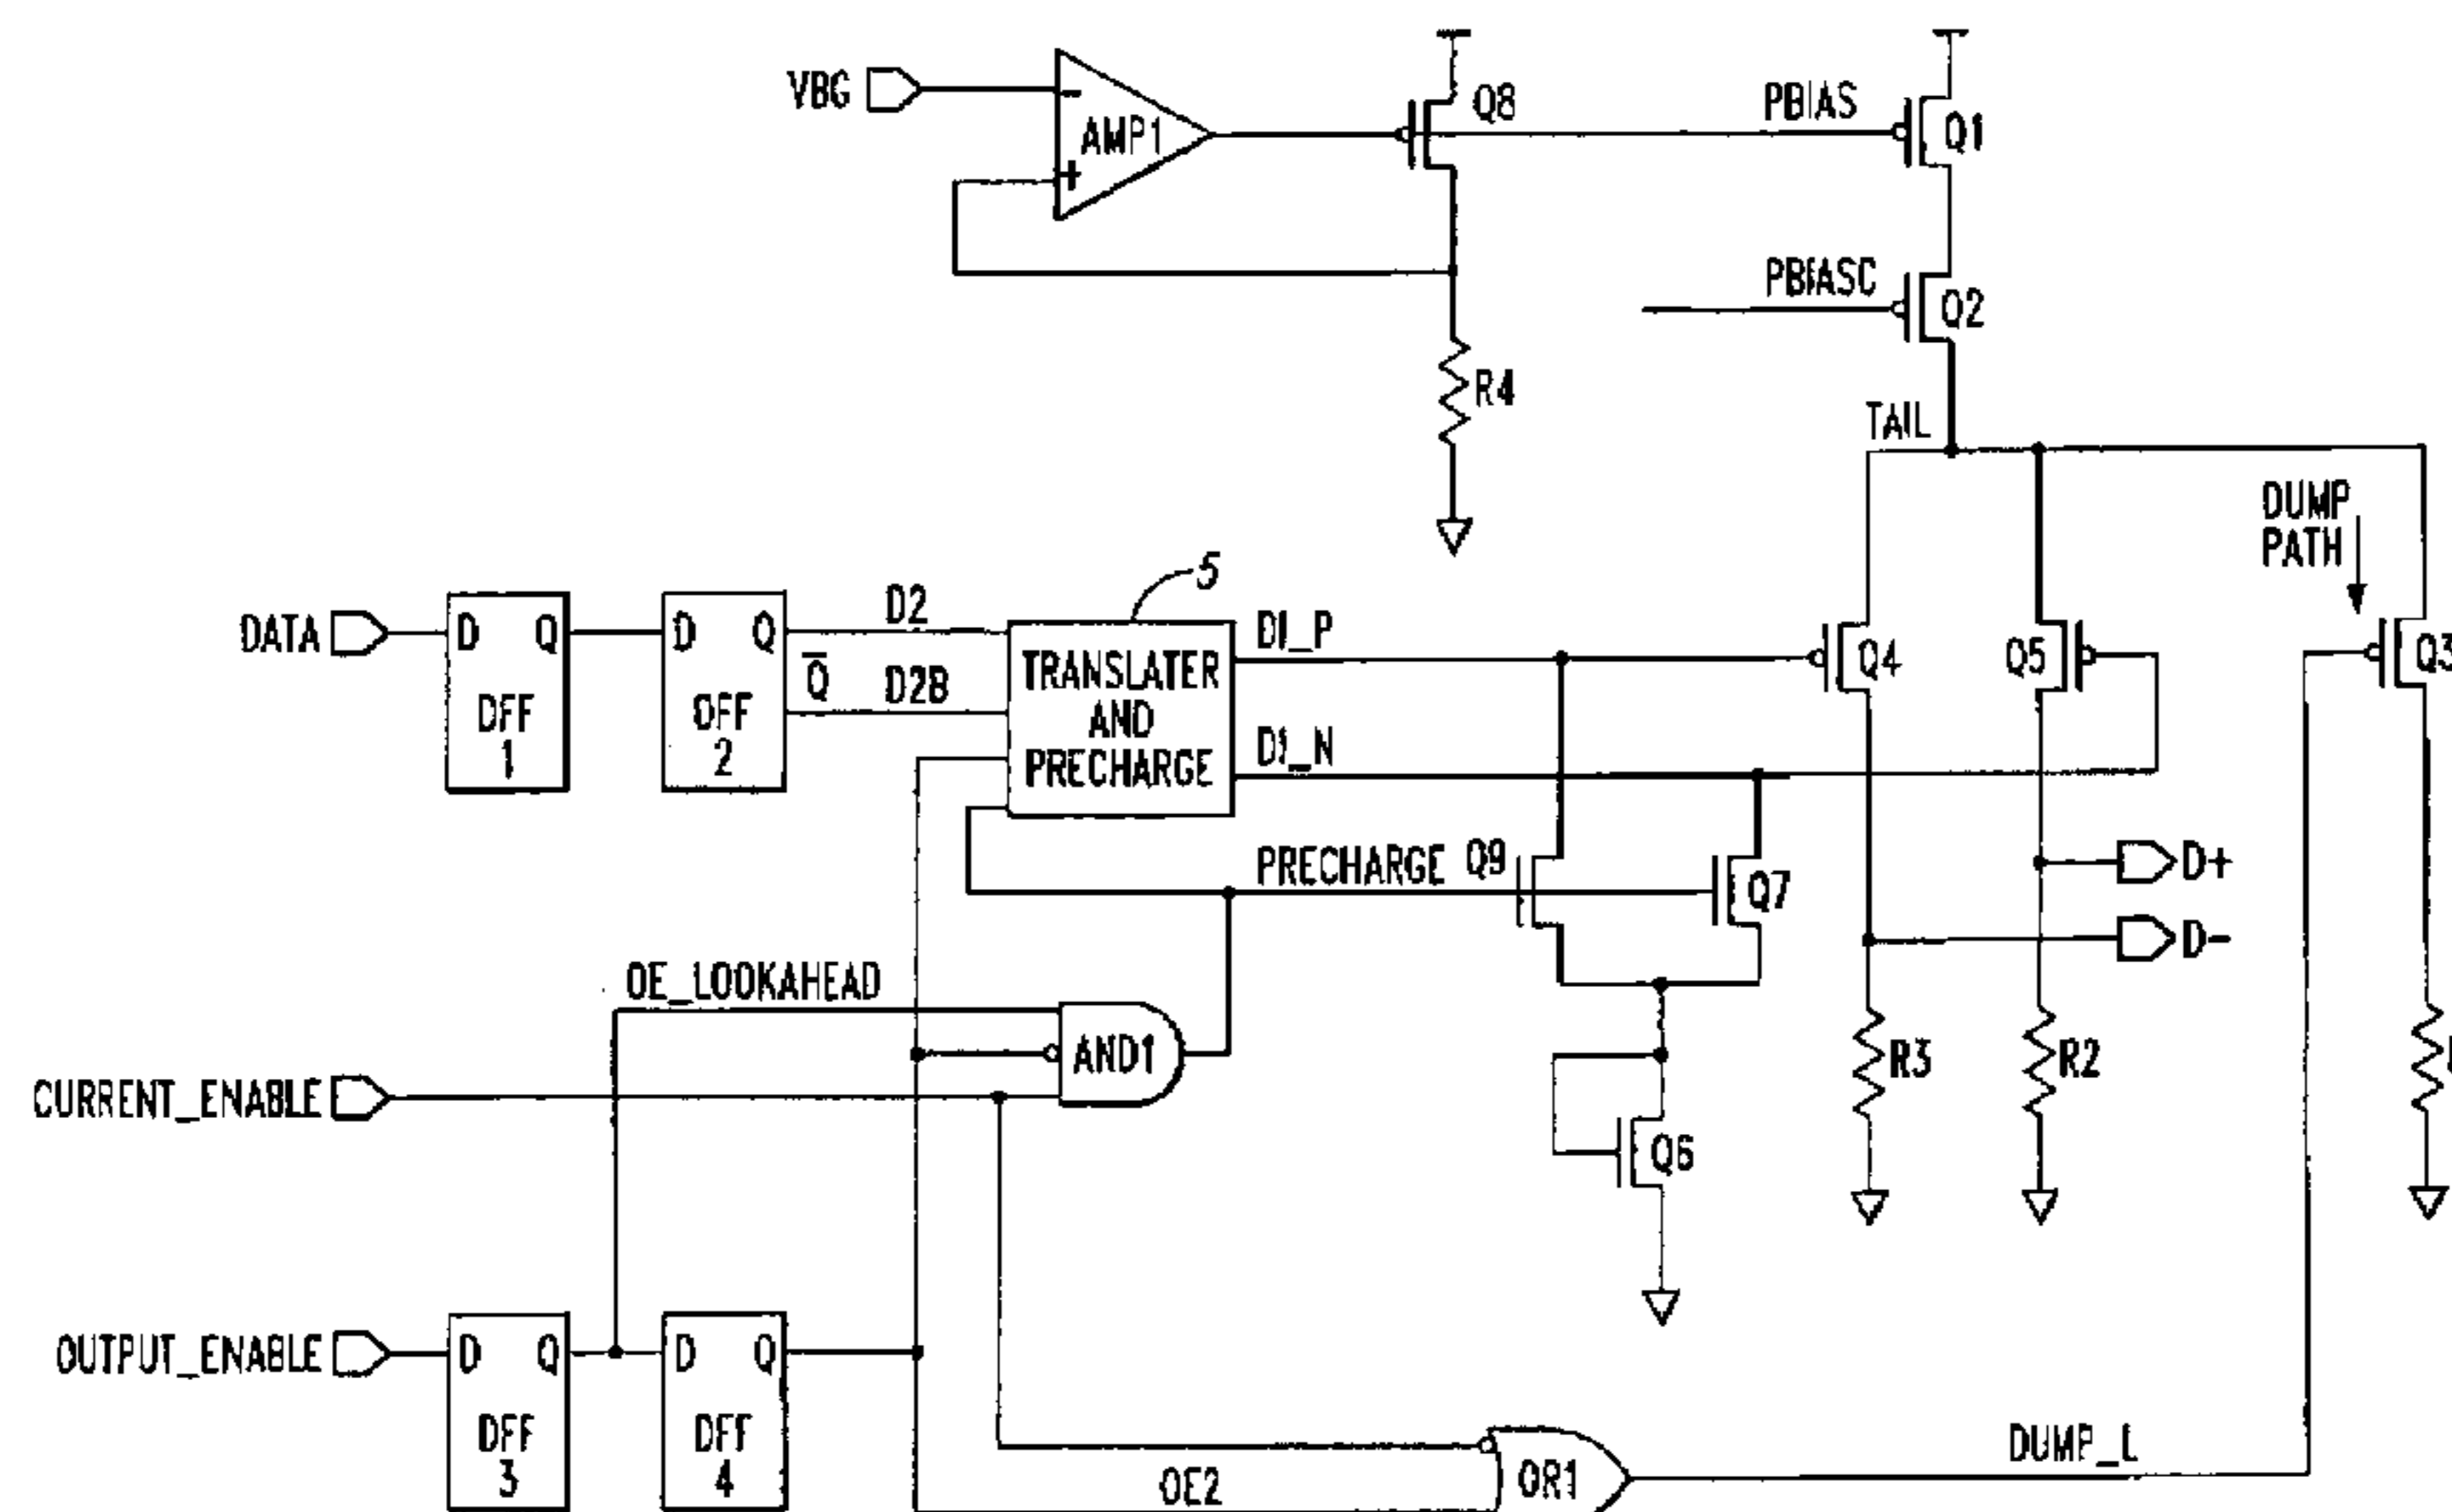 VBG
-
AMP1
+
Q8
PBIAS
Q1
PBIASC
Q2
R4
TAIL
DUMP
PATH
5
DATA
D Q
DFF
1
D Q
Q
DFF
2
D2
D2B
TRANSLATER
AND
PRECHARGE
DI_P
DI_N
Q4
Q5
Q3
PRECHARGE
Q9
Q7
D+
D-
OE_LOOKAHEAD
AND1
CURRENT_ENABLE
Q6
R3
R2
OUTPUT_ENABLE
D Q
DFF
3
D Q
DFF
4
OE2
OR1
DUMP_L